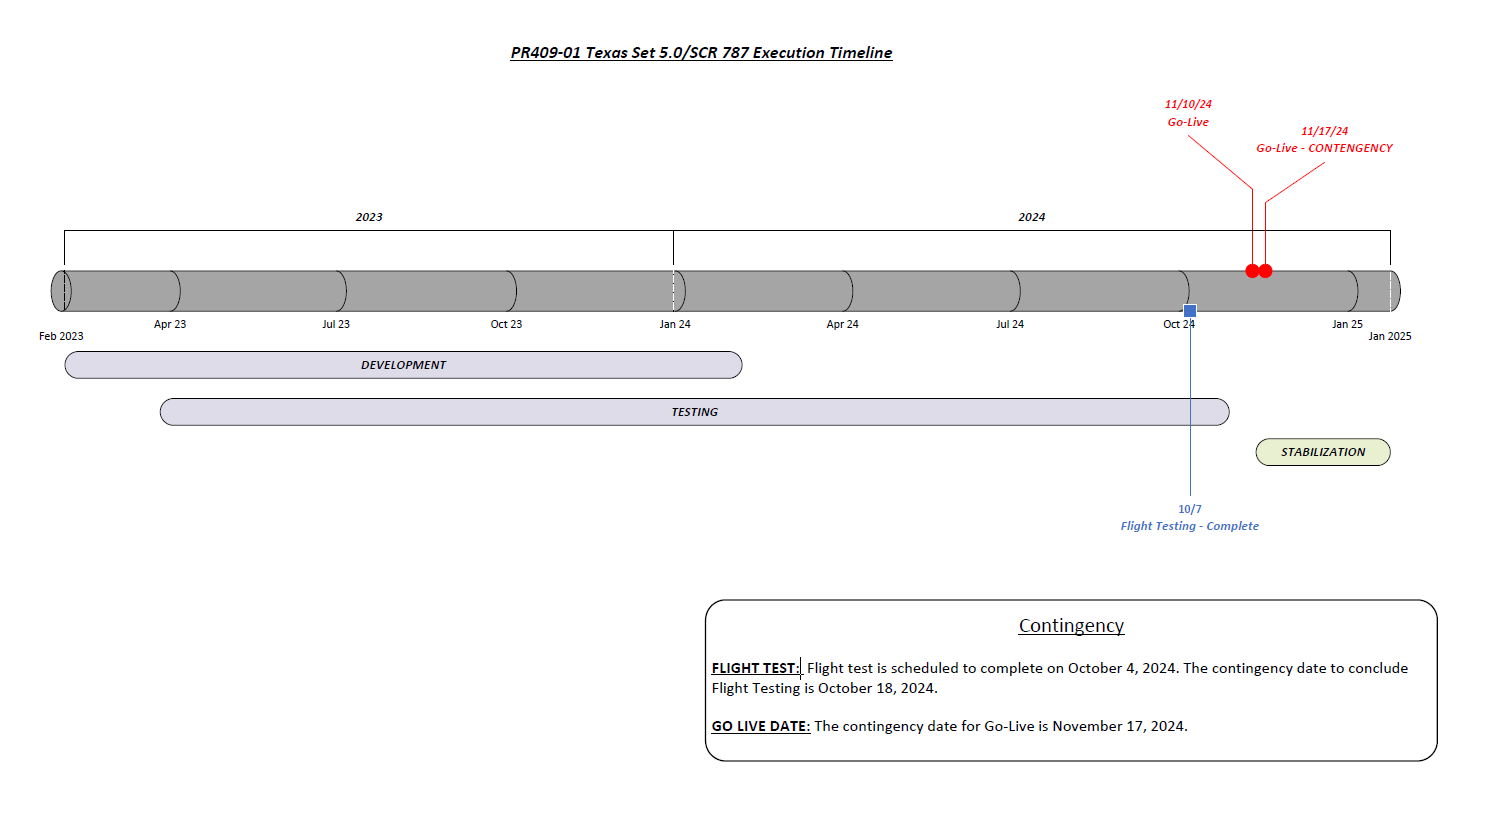 PR409-01 Texas Set 5.0/SCR 787 Execution Timeline
11/10/24
Go-Live
11/17/24
Go-Live - CONTENGENCY
2023
2024
Apr 23
Jul 23
Oct 23
Jan 24
Apr 24
Jul 24
Oct 24
Jan 25
Feb 2023
Jan 2025
DEVELOPMENT
TESTING
STABILIZATION
10/7
Flight Testing - Complete
Contingency
FLIGHT TEST: Flight test is scheduled to complete on October 4, 2024. The contingency date to conclude
Flight Testing is October 18, 2024.
GO LIVE DATE: The contingency date for Go-Live is November 17, 2024.